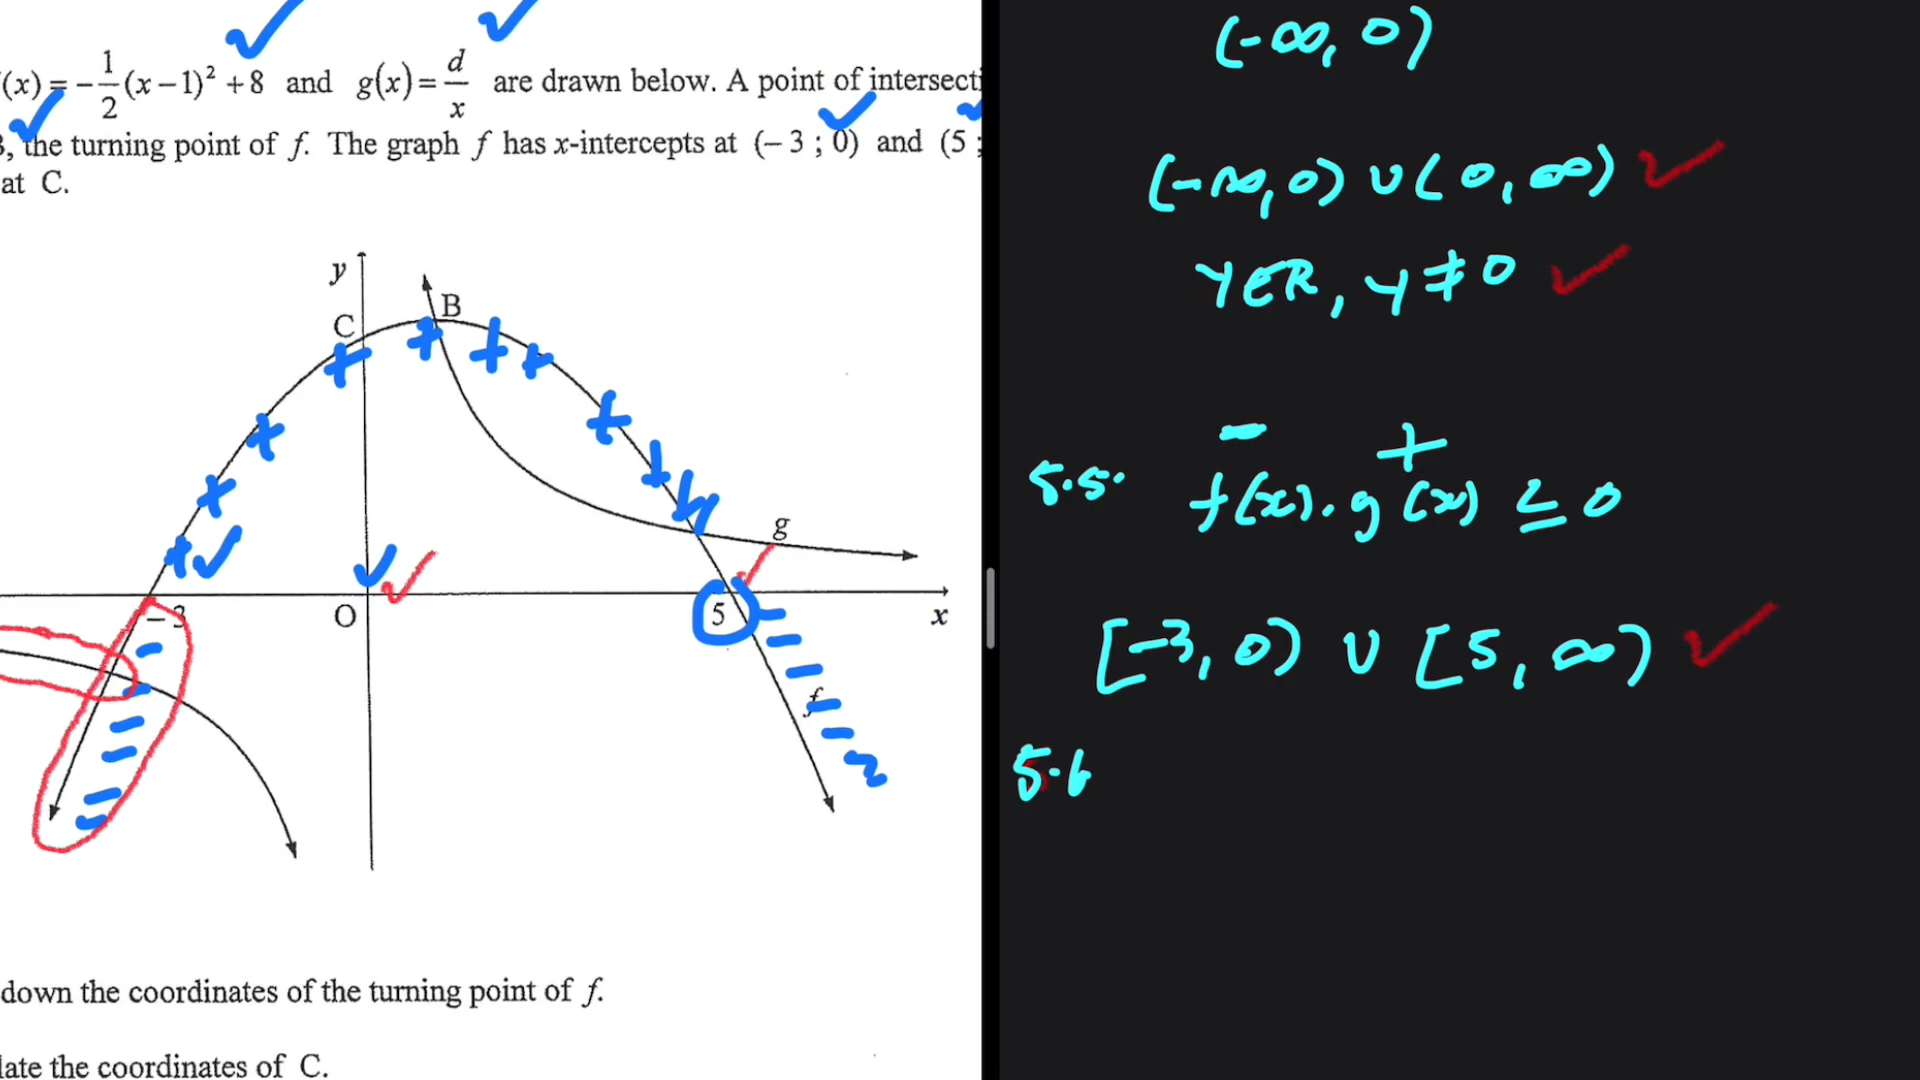 (x) = -1/2(x-1)² + 8 and g(x) = d/x are drawn below. A point of intersecti
, the turning point of f. The graph f has x-intercepts at (– 3 ; 0) and (5 ;
at C.
y
B
C
g
– 3
O
5
x
f
down the coordinates of the turning point of f.
late the coordinates of C.
(-∞, 0)
(-∞, 0) ∪ (0, ∞)
y∈R, y ≠ 0
- +
5.5. f(x). g(x) ≤ 0
[-3, 0) ∪ [5, ∞)
5.6